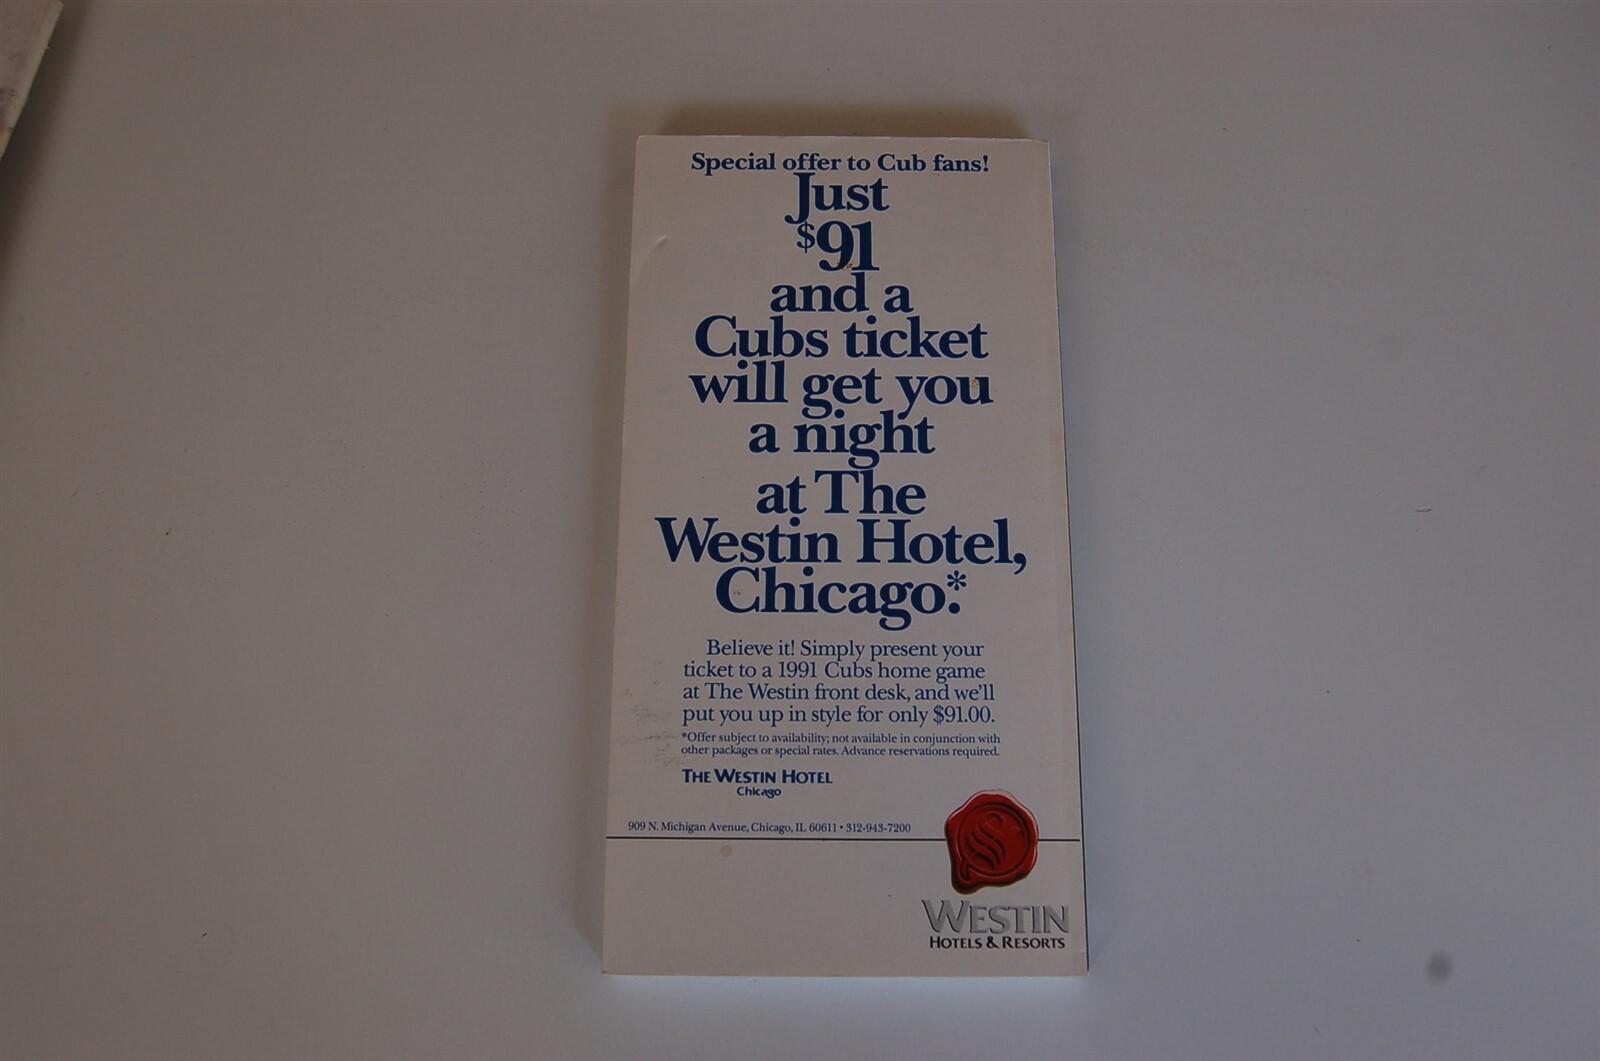 Special offer to Cub fans!
Just
$91
and a
Cubs ticket
will get you
a night
at The
Westin Hotel,
Chicago.*
Believe it! Simply present your
ticket to a 1991 Cubs home game
at The Westin front desk, and we'll
put you up in style for only $91.00.
*Offer subject to availability; not available in conjunction with
other packages or special rates. Advance reservations required.
THE WESTIN HOTEL
Chicago
909 N. Michigan Avenue, Chicago, IL 60611 • 312-943-7200
WESTIN
HOTELS & RESORTS